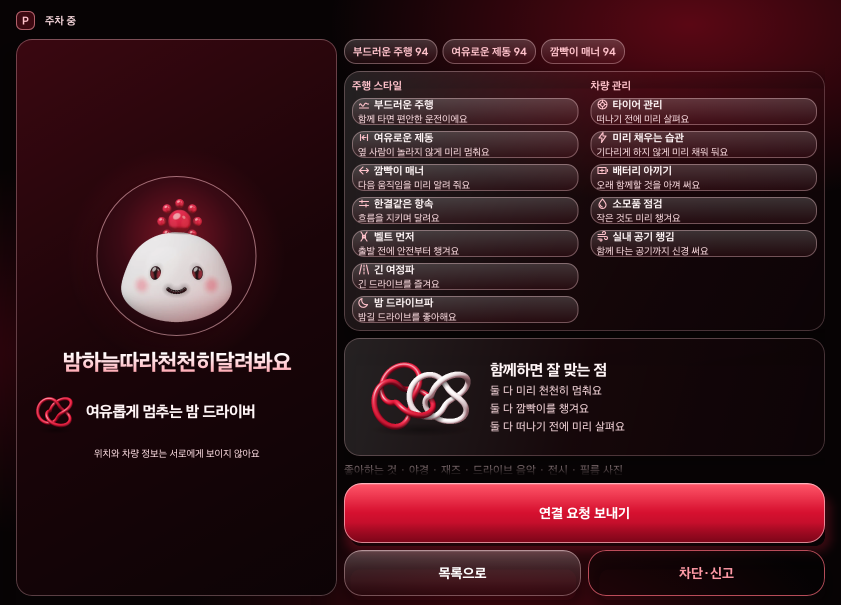 P 주차 중
밤하늘따라천천히달려봐요
여유롭게 멈추는 밤 드라이버
위치와 차량 정보는 서로에게 보이지 않아요
부드러운 주행 94 여유로운 제동 94 깜빡이 매너 94
주행 스타일
부드러운 주행
함께 타면 편안한 운전이에요
여유로운 제동
옆 사람이 놀라지 않게 미리 멈춰요
깜빡이 매너
다음 움직임을 미리 알려 줘요
한결같은 항속
흐름을 지키며 달려요
벨트 먼저
출발 전에 안전부터 챙겨요
긴 여정파
긴 드라이브를 즐겨요
밤 드라이브파
밤길 드라이브를 좋아해요
차량 관리
타이어 관리
떠나기 전에 미리 살펴요
미리 채우는 습관
기다리게 하지 않게 미리 채워 둬요
배터리 아끼기
오래 함께할 것을 아껴 써요
소모품 점검
작은 것도 미리 챙겨요
실내 공기 챙김
함께 타는 공기까지 신경 써요
함께하면 잘 맞는 점
둘 다 미리 천천히 멈춰요
둘 다 깜빡이를 챙겨요
둘 다 떠나기 전에 미리 살펴요
좋아하는 것 · 야경 · 재즈 · 드라이브 음악 · 전시 · 필름 사진
연결 요청 보내기
목록으로
차단·신고